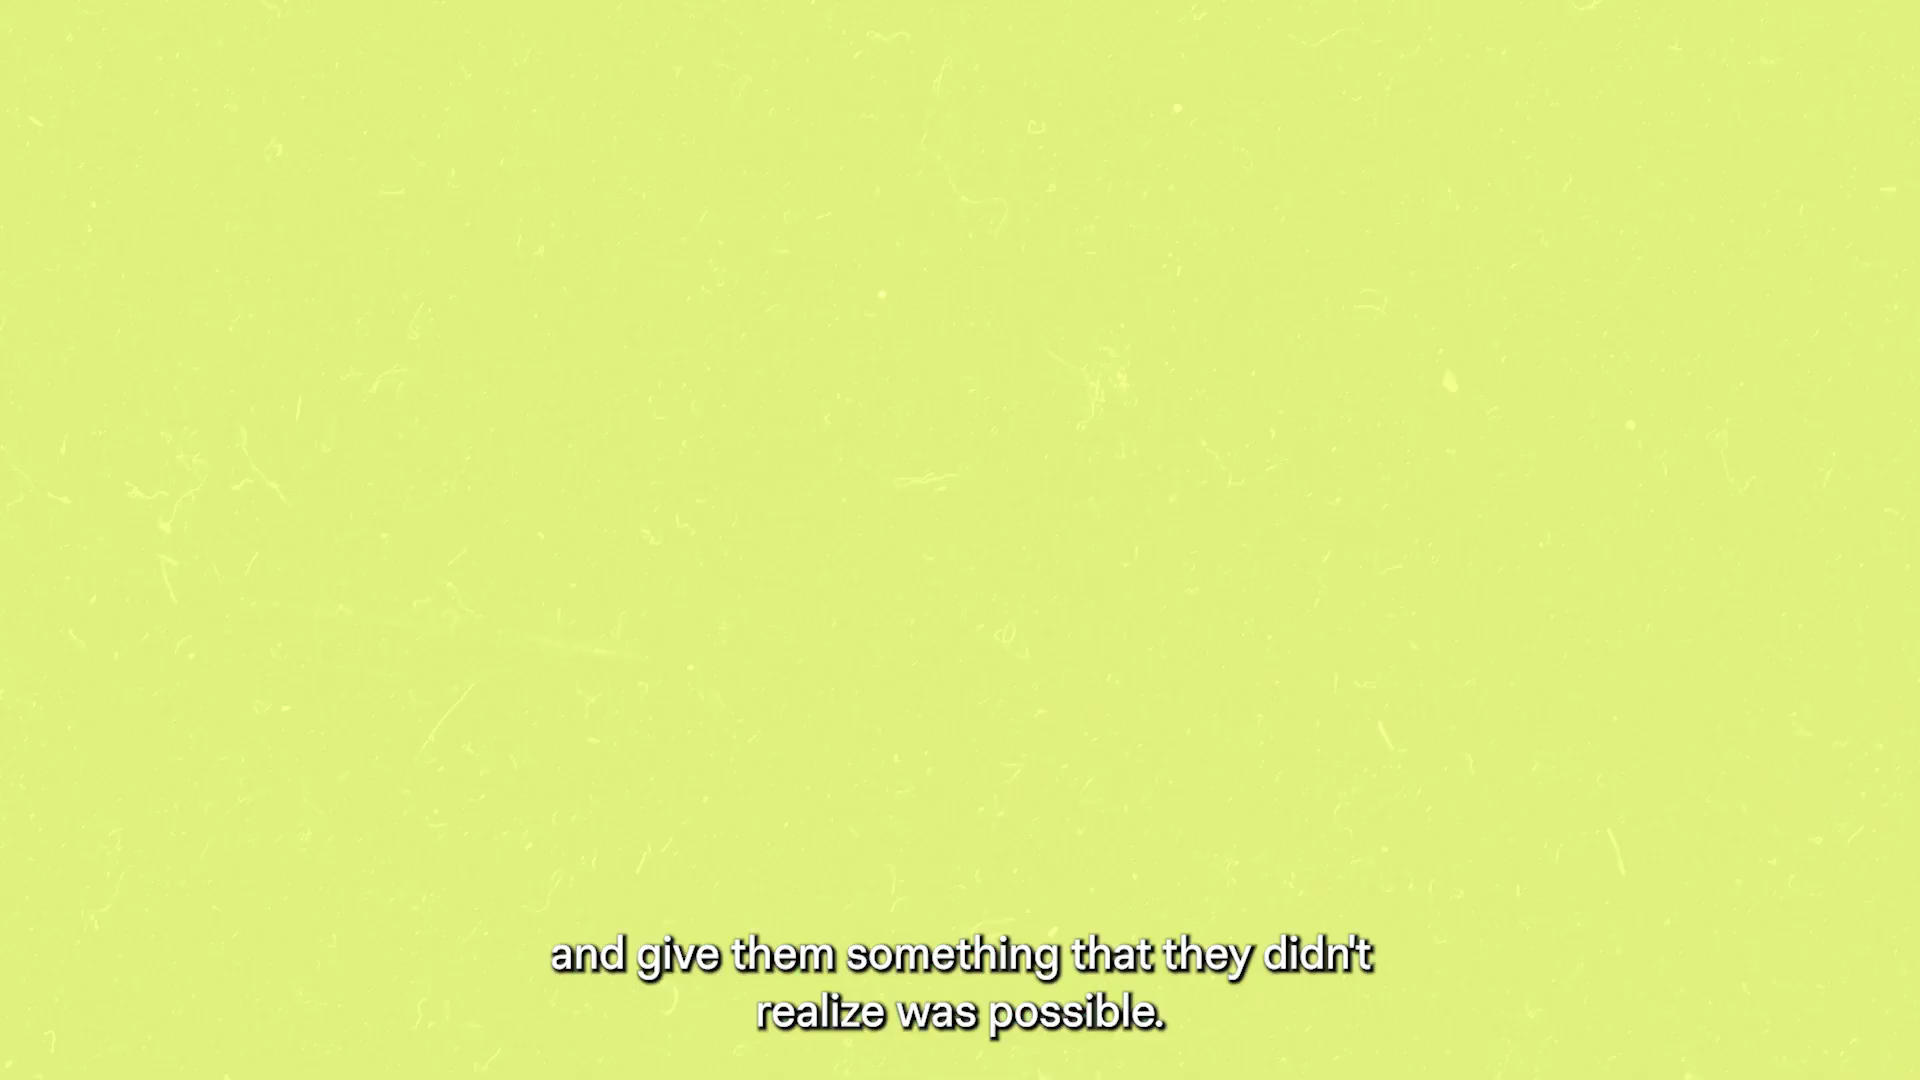 and give them something that they didn't
realize was possible.